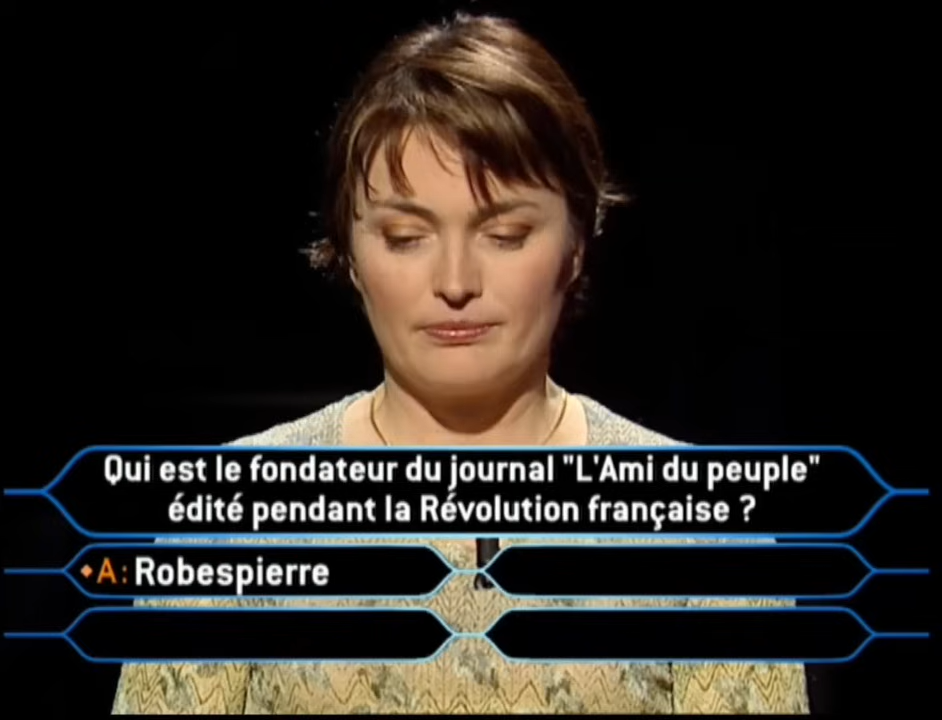 Qui est le fondateur du journal "L'Ami du peuple"
édité pendant la Révolution française ?
A: Robespierre